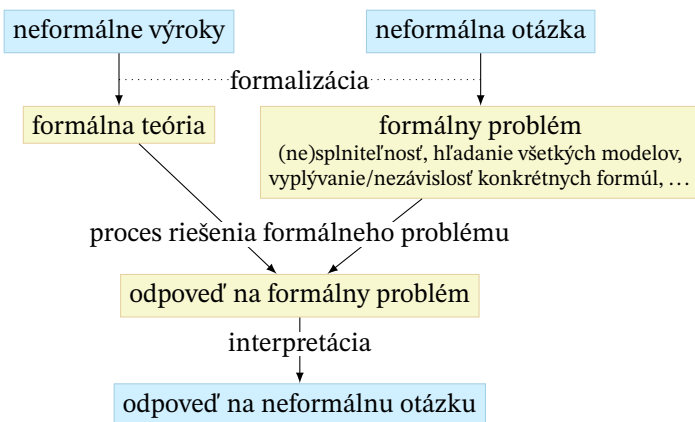 neformálne výroky
neformálna otázka
formalizácia
formálna teória
formálny problém
(ne)splniteľnosť, hľadanie všetkých modelov,
vyplývanie/nezávislosť konkrétnych formúl, …
proces riešenia formálneho problému
odpoveď na formálny problém
interpretácia
odpoveď na neformálnu otázku